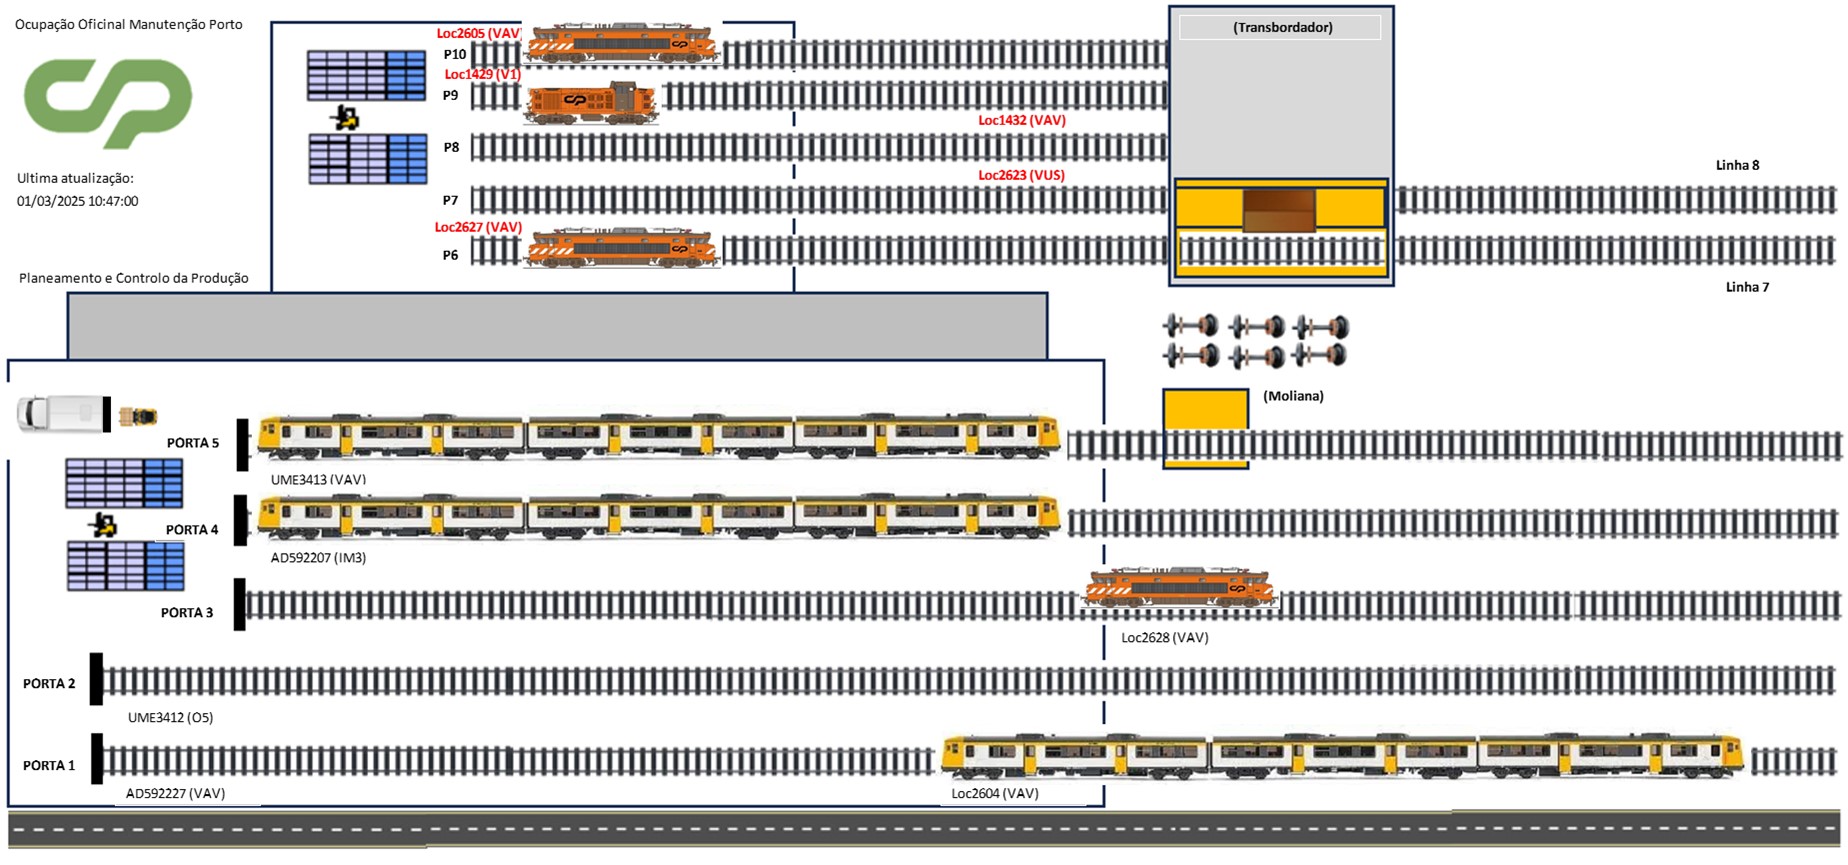 Ocupação Oficinal Manutenção Porto
CP
Ultima atualização:
01/03/2025 10:47:00
Planeamento e Controlo da Produção
Loc2605 (VAV)
P10
Loc1429 (V1)
P9
Loc1432 (VAV)
P8
Loc2623 (VUS)
P7
Loc2627 (VAV)
P6
(Transbordador)
Linha 8
Linha 7
(Moliana)
PORTA 5
UME3413 (VAV)
PORTA 4
AD592207 (IM3)
PORTA 3
Loc2628 (VAV)
PORTA 2
UME3412 (O5)
PORTA 1
AD592227 (VAV)
Loc2604 (VAV)